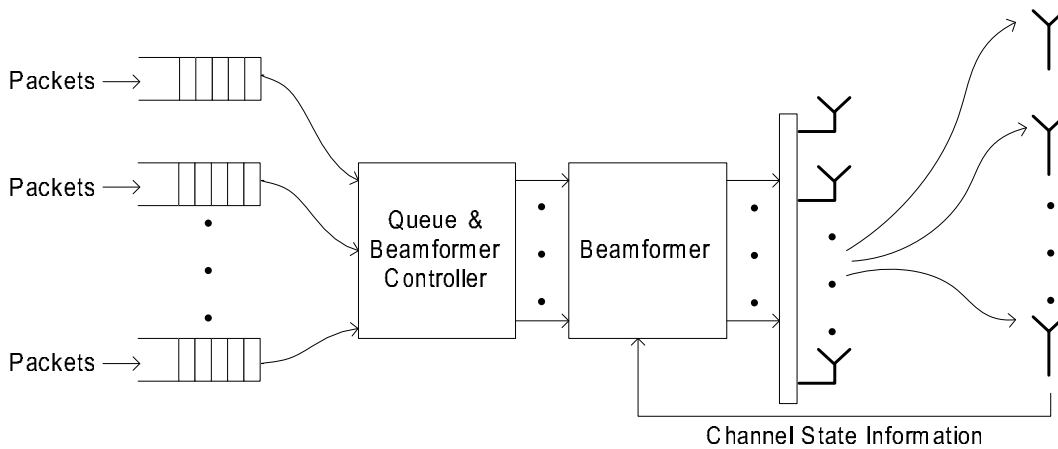 Packets
Packets
Packets
Queue &
Beamformer
Controller
Beamformer
Channel State Information